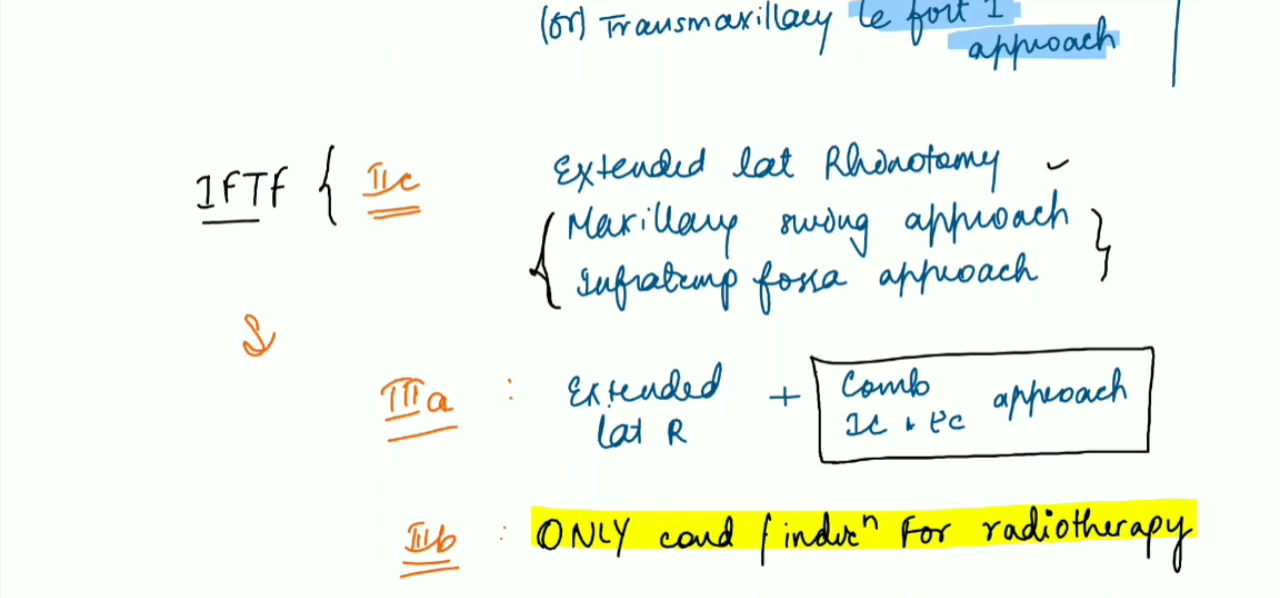 (or) Transmaxillary le fort I
approach
IFTF { IIc Extended lat Rhinotomy ✓
{ Maxillary swing approach }
Infratemp fossa approach
&
IIIa : Extended + Comb approach
lat R IC & EC
IIIb : ONLY cond / indicⁿ For radiotherapy